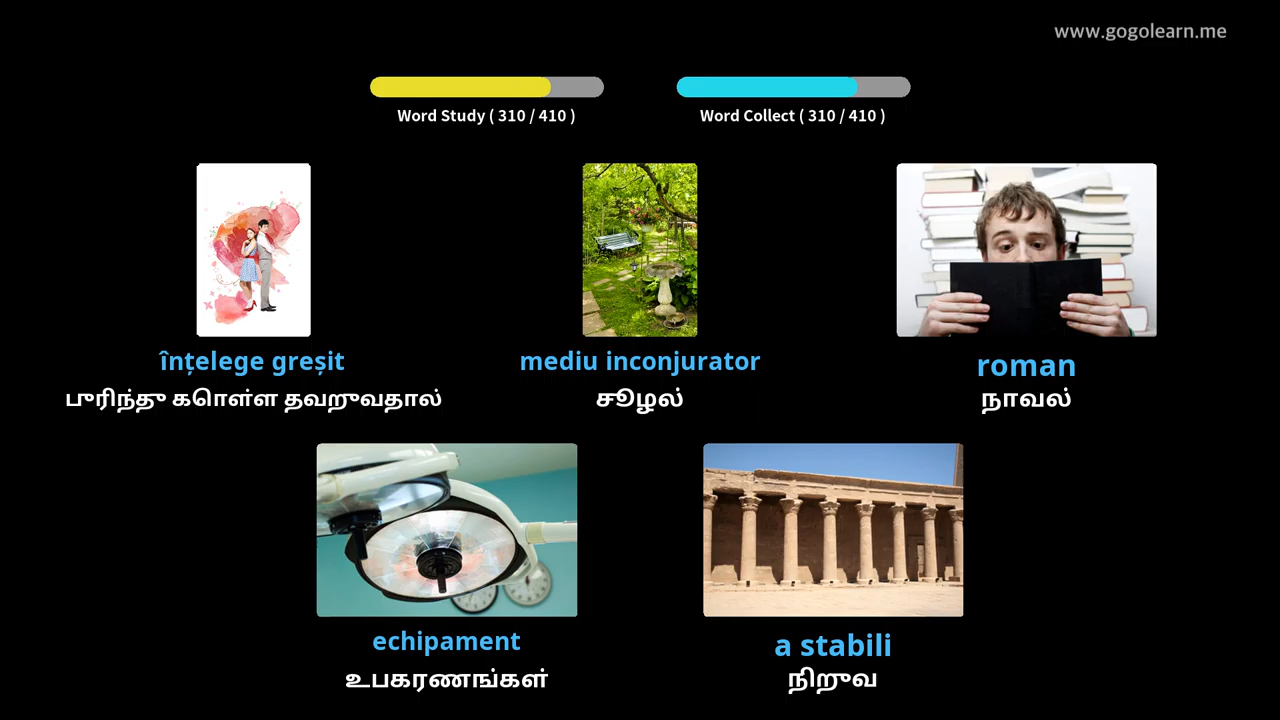 www.gogolearn.me
Word Study ( 310 / 410 )
Word Collect ( 310 / 410 )
înțelege greșit
புரிந்து கொள்ள தவறுவதால்
mediu inconjurator
சூழல்
roman
நாவல்
echipament
உபகரணங்கள்
a stabili
நிறுவ